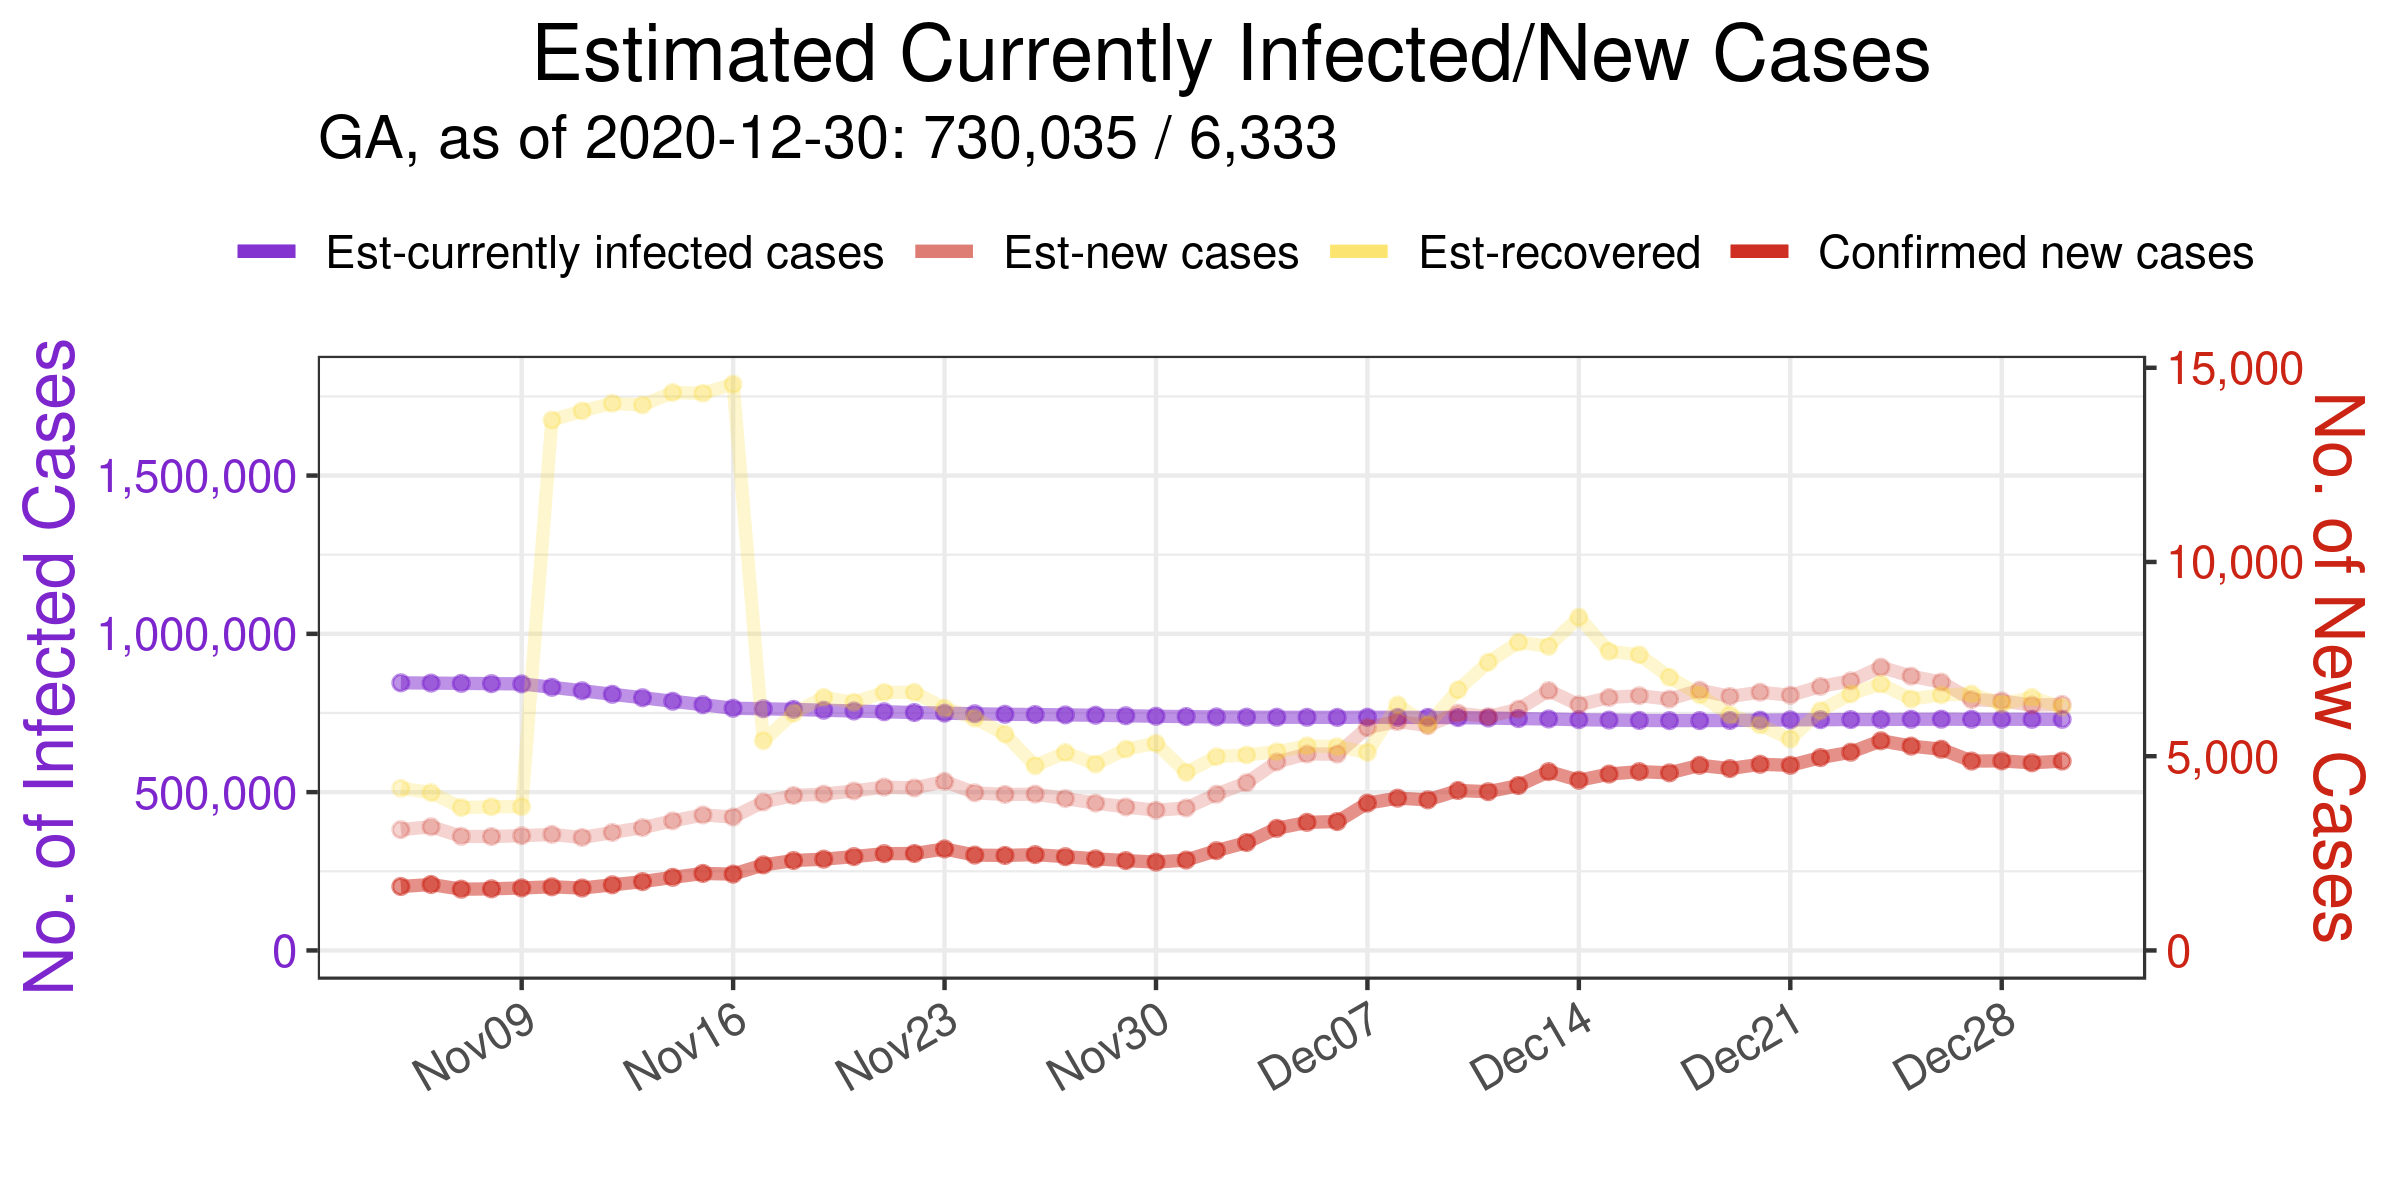 Estimated Currently Infected/New Cases
GA, as of 2020-12-30: 730,035 / 6,333
Est-currently infected cases Est-new cases Est-recovered Confirmed new cases
No. of Infected Cases
1,500,000
1,000,000
500,000
0
15,000
10,000
5,000
0
No. of New Cases
Nov09 Nov16 Nov23 Nov30 Dec07 Dec14 Dec21 Dec28